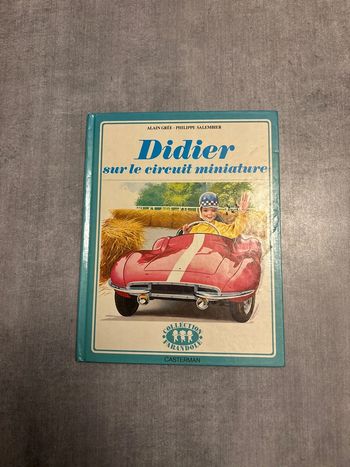 ALAIN GRÉE - PHILIPPE SALEMBIER
Didier
sur le circuit miniature
COLLECTION
FARANDOLE
CASTERMAN